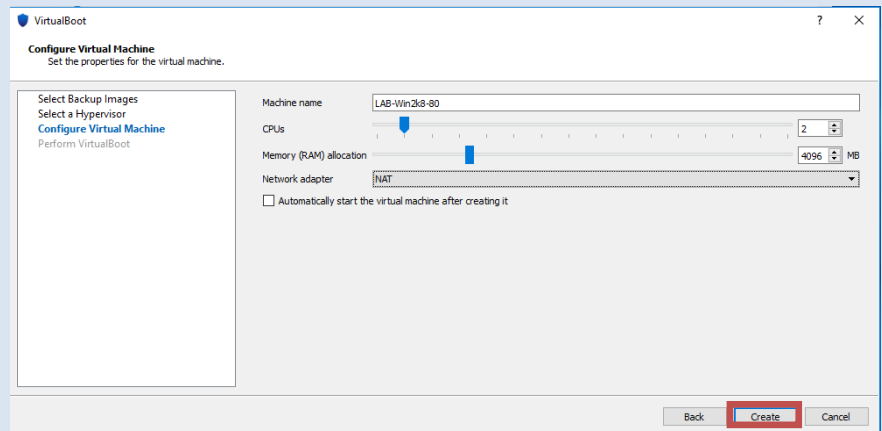 VirtualBoot
Configure Virtual Machine
Set the properties for the virtual machine.
Select Backup Images
Select a Hypervisor
Configure Virtual Machine
Perform VirtualBoot
Machine name LAB-Win2k8-80
CPUs 2
Memory (RAM) allocation 4096 MB
Network adapter NAT
Automatically start the virtual machine after creating it
Back Create Cancel